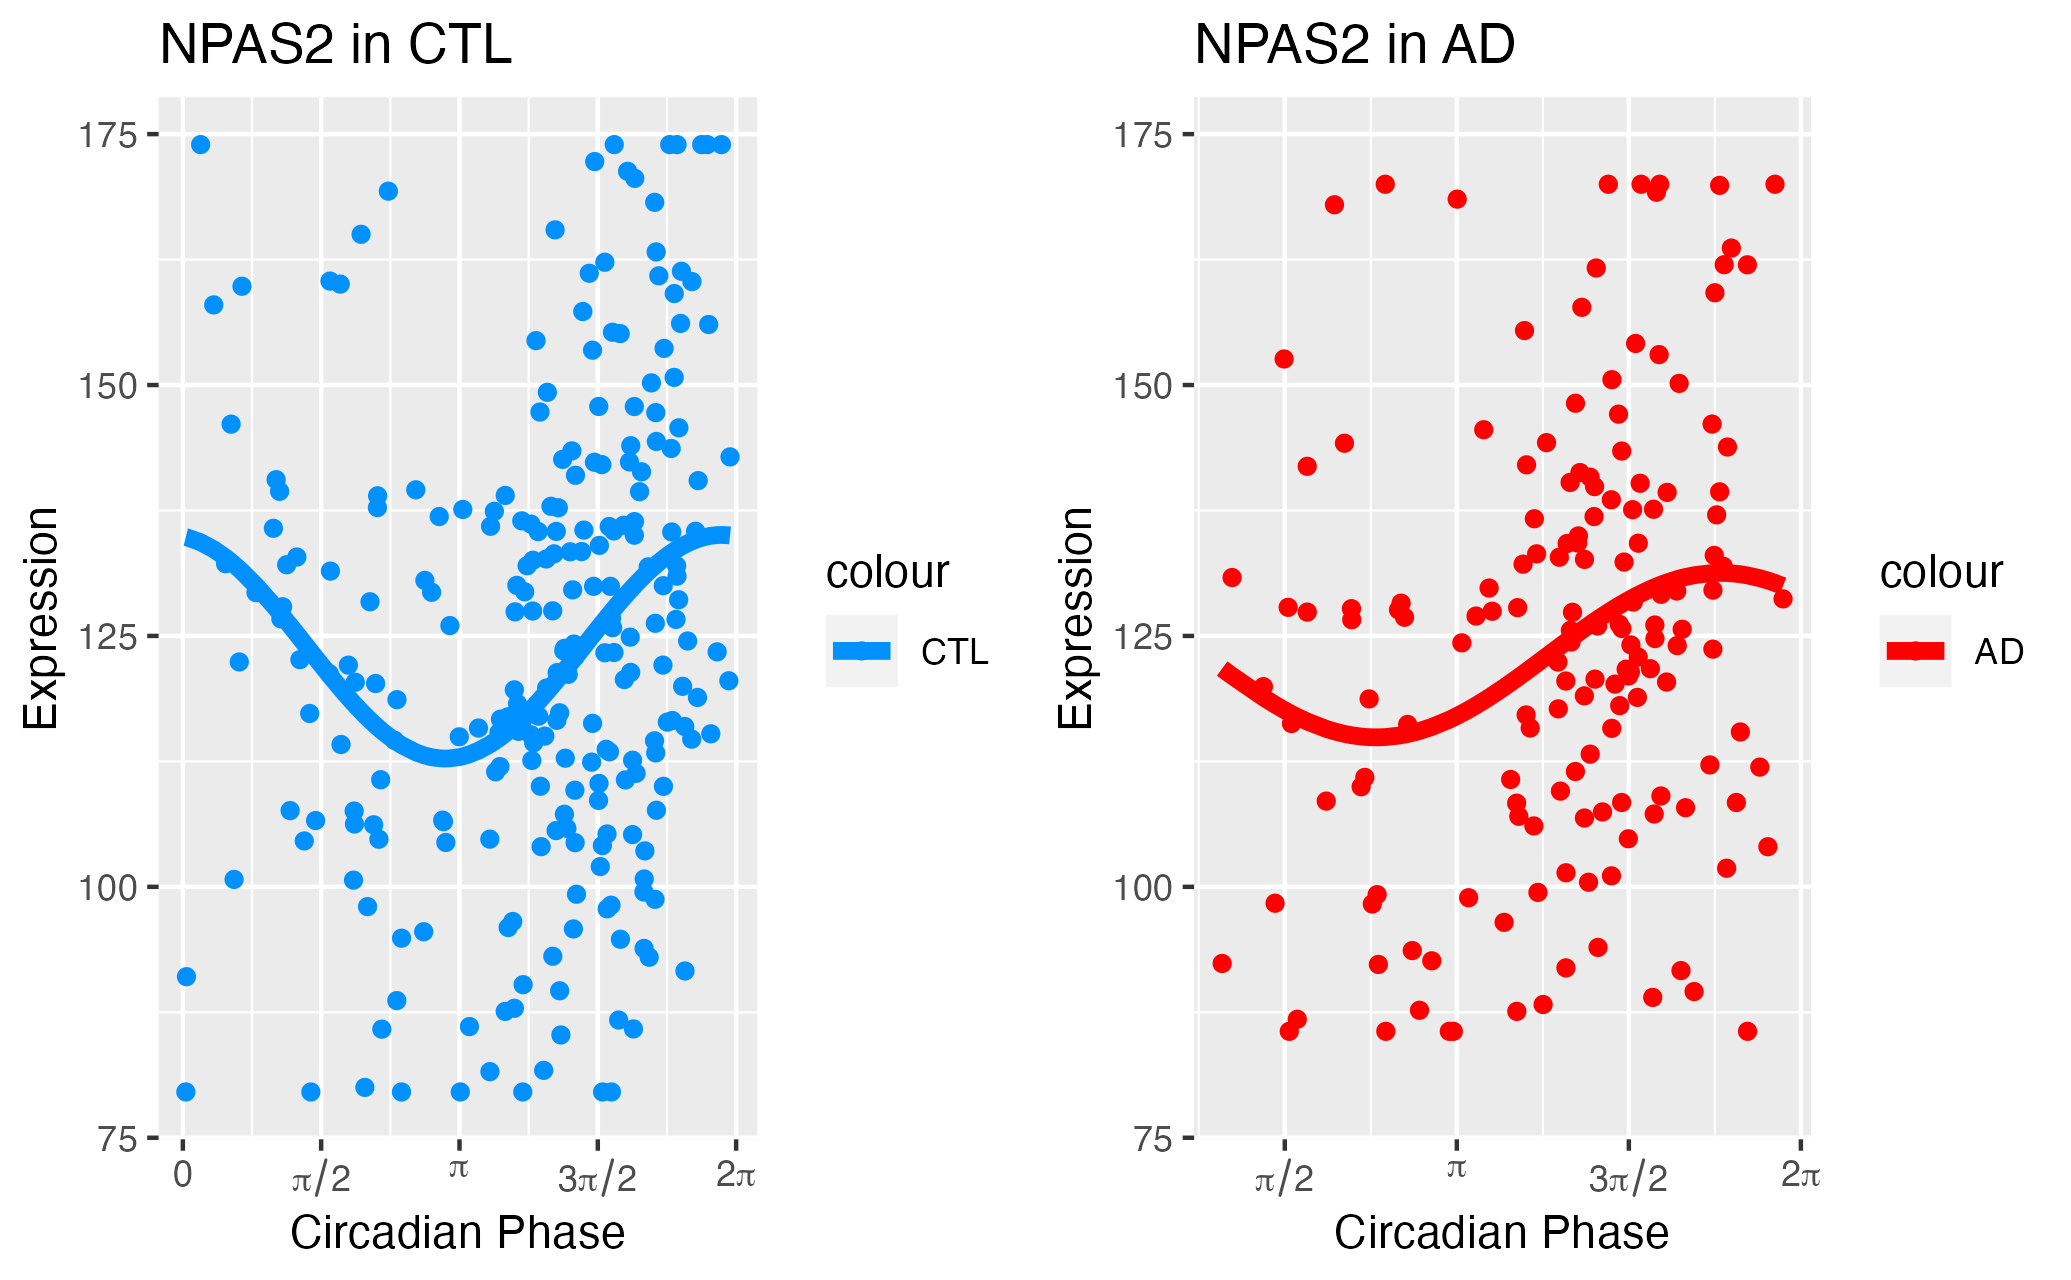 NPAS2 in CTL
175
150
125
100
75
Expression
0 π/2 π 3π/2 2π
Circadian Phase
colour
CTL
NPAS2 in AD
175
150
125
100
75
Expression
π/2 π 3π/2 2π
Circadian Phase
colour
AD